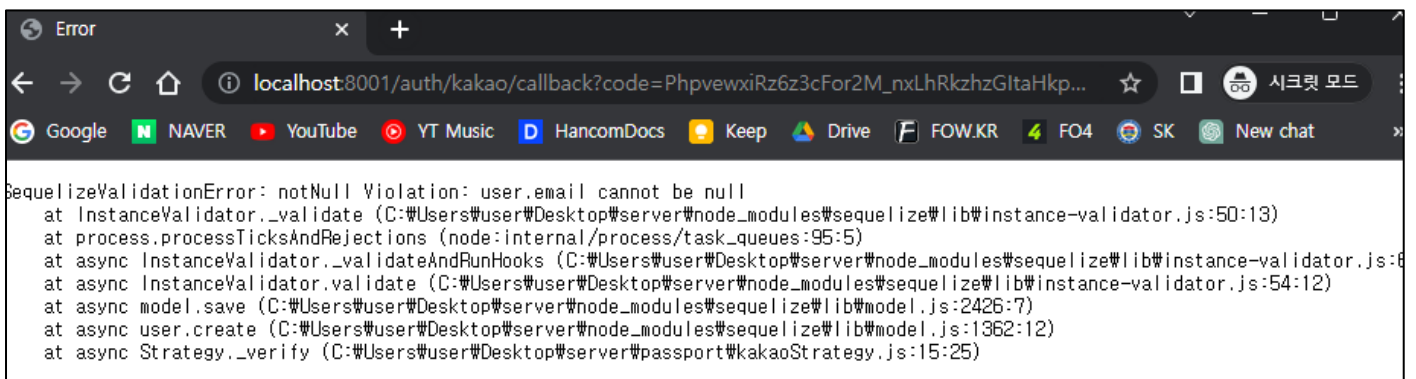 Error
localhost:8001/auth/kakao/callback?code=PhpvewxiRz6z3cFor2M_nxLhRkzhzGItaHkp...
시크릿 모드
Google NAVER YouTube YT Music HancomDocs Keep Drive FOW.KR FO4 SK New chat »
SequelizeValidationError: notNull Violation: user.email cannot be null
at InstanceValidator._validate (C:₩Users₩user₩Desktop₩server₩node_modules₩sequelize₩lib₩instance-validator.js:50:13)
at process.processTicksAndRejections (node:internal/process/task_queues:95:5)
at async InstanceValidator._validateAndRunHooks (C:₩Users₩user₩Desktop₩server₩node_modules₩sequelize₩lib₩instance-validator.js:6
at async InstanceValidator.validate (C:₩Users₩user₩Desktop₩server₩node_modules₩sequelize₩lib₩instance-validator.js:54:12)
at async model.save (C:₩Users₩user₩Desktop₩server₩node_modules₩sequelize₩lib₩model.js:2426:7)
at async user.create (C:₩Users₩user₩Desktop₩server₩node_modules₩sequelize₩lib₩model.js:1362:12)
at async Strategy._verify (C:₩Users₩user₩Desktop₩server₩passport₩kakaoStrategy.js:15:25)